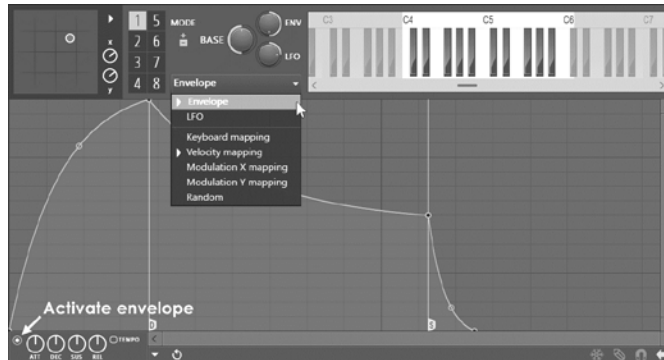 C3 C4 C5 C6 C7
1 5 MODE ENV
2 6 BASE
x
3 7 LFO
y
4 8 Envelope
Envelope
LFO
Keyboard mapping
Velocity mapping
Modulation X mapping
Modulation Y mapping
Random
Activate envelope
D S
TEMPO
ATT DEC SUS REL